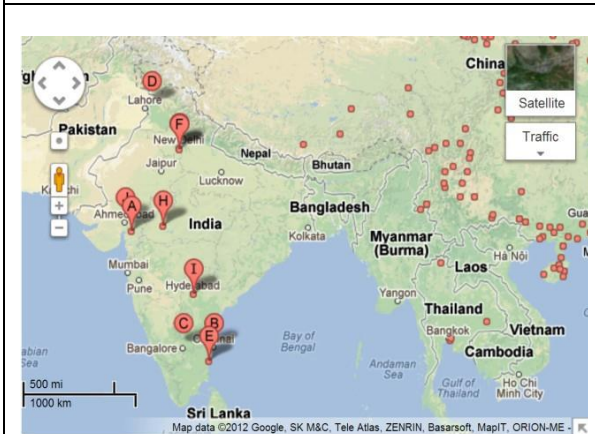 China
D
Lahore
Satellite
F
Pakistan
New Delhi
Traffic
Jaipur
Nepal
Lucknow
Bhutan
A
H
Bangladesh
India
Kolkata
Myanmar
(Burma)
Hà Nội
Laos
Mumbai
I
Pune
Yangon
Thailand
C
B
E
Bangkok
Vietnam
Bangalore
Bay of
Bengal
Cambodia
Andaman
Sea
Gulf of
Thailand
Ho Chi
Minh City
500 mi
1000 km
Sri Lanka
Map data ©2012 Google, SK M&C, Tele Atlas, ZENRIN, Basarsoft, MapIT, ORION-ME -